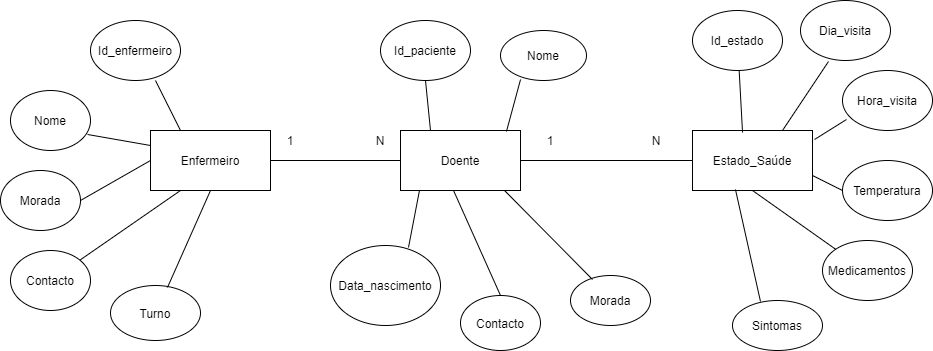 Id_enfermeiro
Nome
Morada
Contacto
Turno
Enfermeiro
1
N
Id_paciente
Nome
Doente
Data_nascimento
Contacto
Morada
1
N
Id_estado
Dia_visita
Hora_visita
Estado_Saúde
Temperatura
Medicamentos
Sintomas